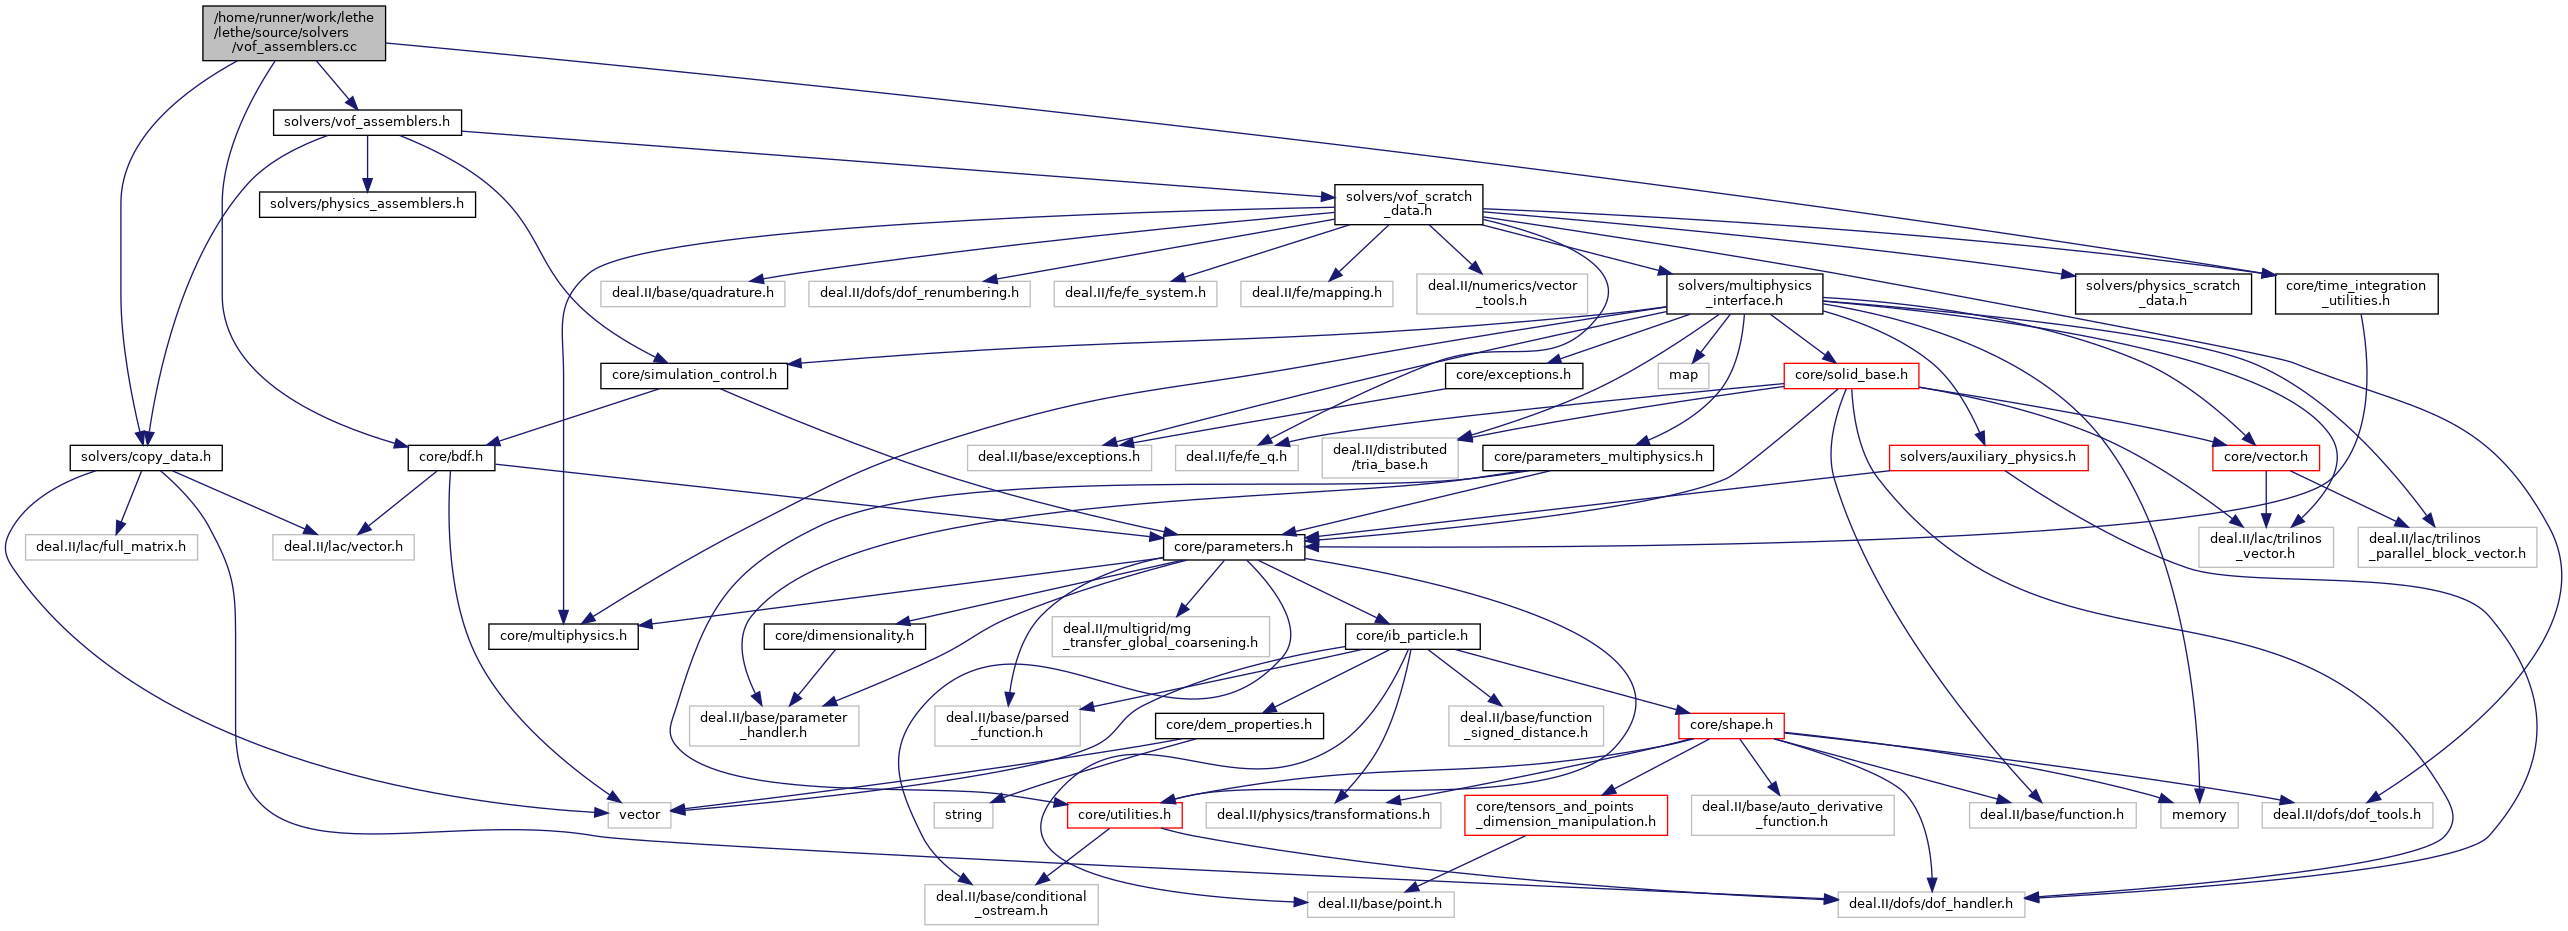 /home/runner/work/lethe
/lethe/source/solvers
/vof_assemblers.cc
solvers/vof_assemblers.h
solvers/physics_assemblers.h
solvers/vof_scratch
_data.h
deal.II/base/quadrature.h
deal.II/dofs/dof_renumbering.h
deal.II/fe/fe_system.h
deal.II/fe/mapping.h
deal.II/numerics/vector
_tools.h
solvers/multiphysics
_interface.h
solvers/physics_scratch
_data.h
core/time_integration
_utilities.h
core/simulation_control.h
core/exceptions.h
map
core/solid_base.h
solvers/copy_data.h
core/bdf.h
deal.II/base/exceptions.h
deal.II/fe/fe_q.h
deal.II/distributed
/tria_base.h
core/parameters_multiphysics.h
solvers/auxiliary_physics.h
core/vector.h
deal.II/lac/full_matrix.h
deal.II/lac/vector.h
core/parameters.h
deal.II/lac/trilinos
_vector.h
deal.II/lac/trilinos
_parallel_block_vector.h
core/multiphysics.h
core/dimensionality.h
deal.II/multigrid/mg
_transfer_global_coarsening.h
core/ib_particle.h
deal.II/base/parameter
_handler.h
deal.II/base/parsed
_function.h
core/dem_properties.h
deal.II/base/function
_signed_distance.h
core/shape.h
vector
string
core/utilities.h
deal.II/physics/transformations.h
core/tensors_and_points
_dimension_manipulation.h
deal.II/base/auto_derivative
_function.h
deal.II/base/function.h
memory
deal.II/dofs/dof_tools.h
deal.II/base/conditional
_ostream.h
deal.II/base/point.h
deal.II/dofs/dof_handler.h